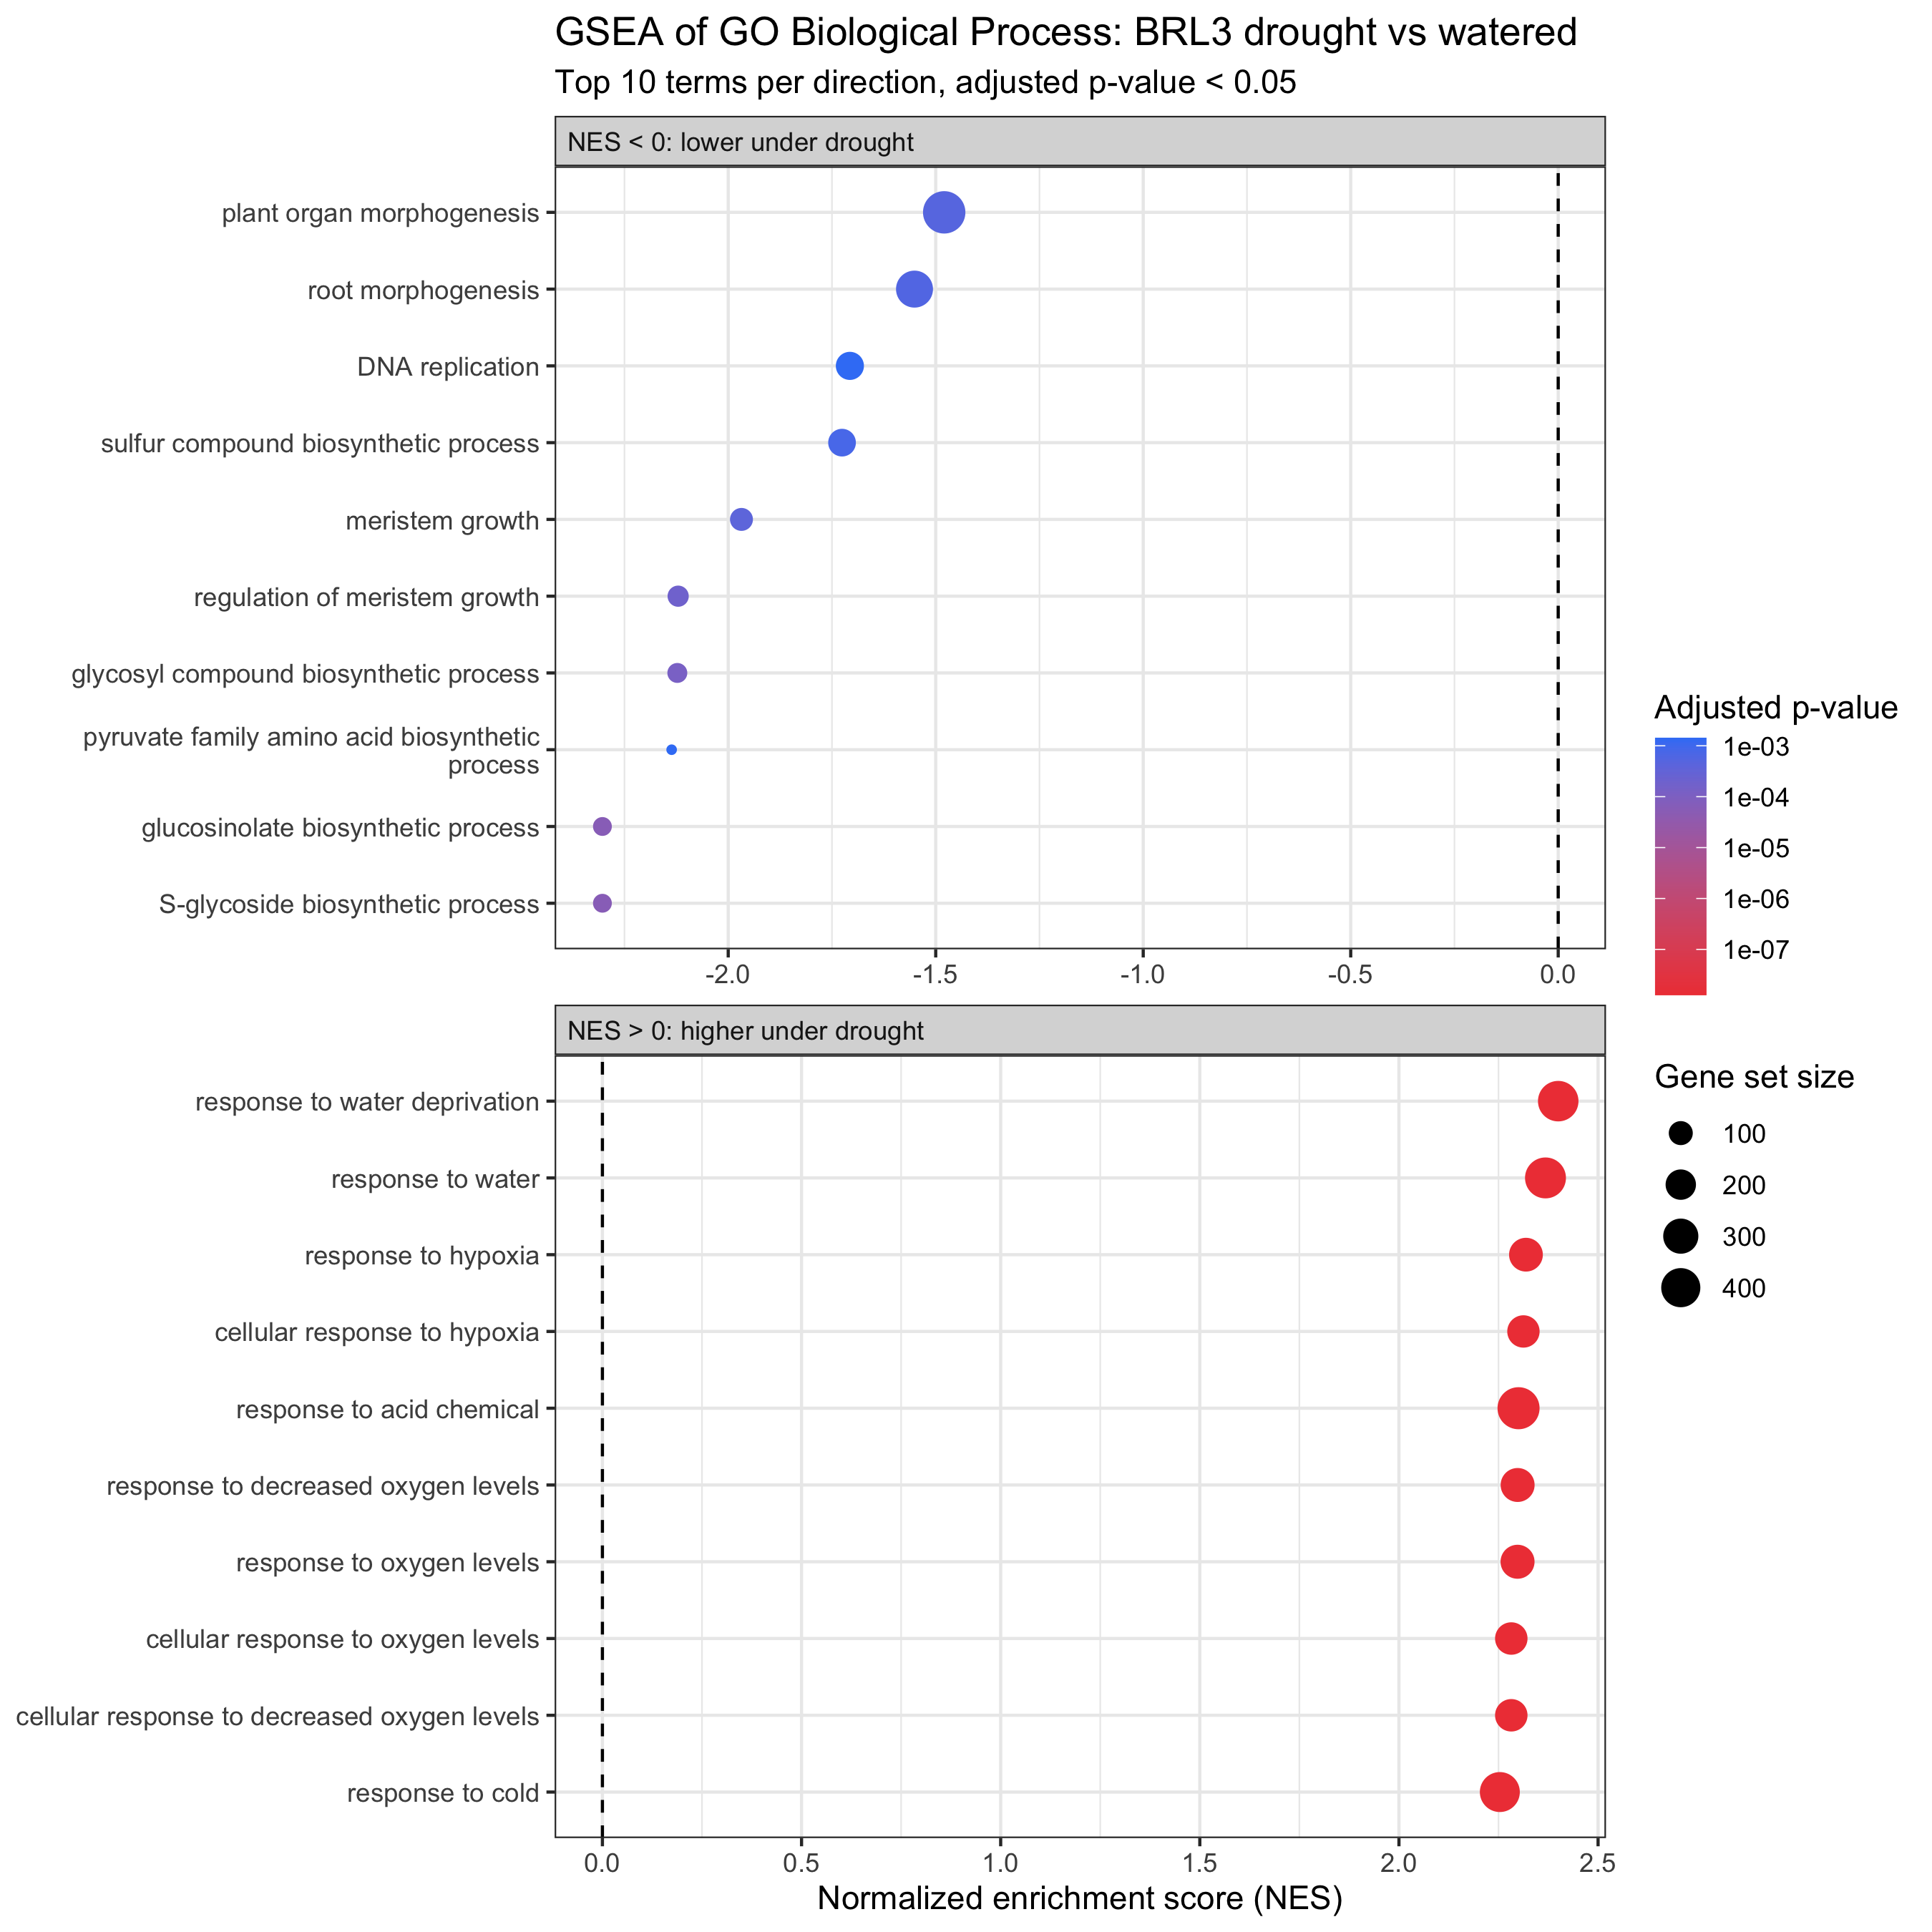 GSEA of GO Biological Process: BRL3 drought vs watered
Top 10 terms per direction, adjusted p-value < 0.05
NES < 0: lower under drought
plant organ morphogenesis
root morphogenesis
DNA replication
sulfur compound biosynthetic process
meristem growth
regulation of meristem growth
glycosyl compound biosynthetic process
pyruvate family amino acid biosynthetic
process
glucosinolate biosynthetic process
S-glycoside biosynthetic process
-2.0 -1.5 -1.0 -0.5 0.0
NES > 0: higher under drought
response to water deprivation
response to water
response to hypoxia
cellular response to hypoxia
response to acid chemical
response to decreased oxygen levels
response to oxygen levels
cellular response to oxygen levels
cellular response to decreased oxygen levels
response to cold
0.0 0.5 1.0 1.5 2.0 2.5
Normalized enrichment score (NES)
Adjusted p-value
1e-03
1e-04
1e-05
1e-06
1e-07
Gene set size
100
200
300
400